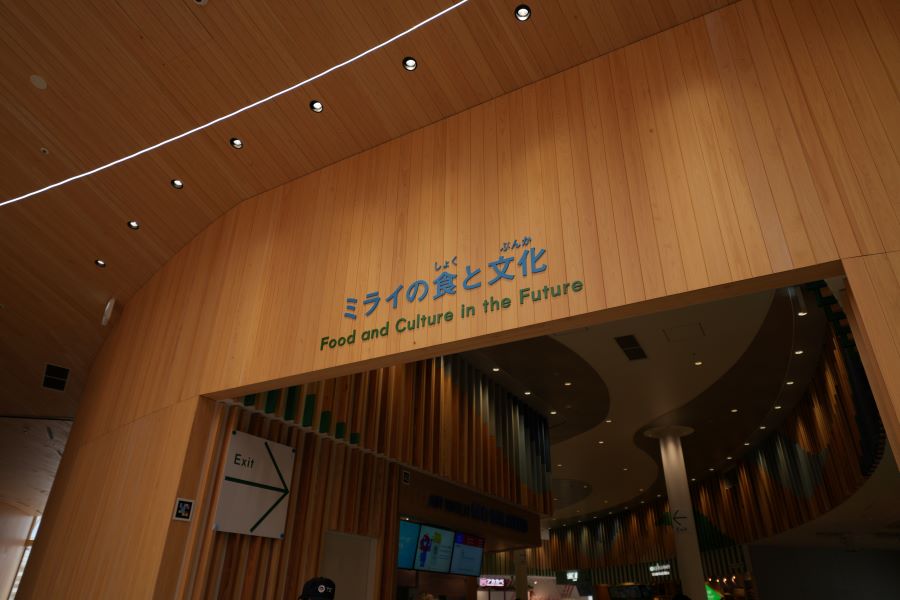 しょく ぶんか
ミライの食と文化
Food and Culture in the Future
Exit